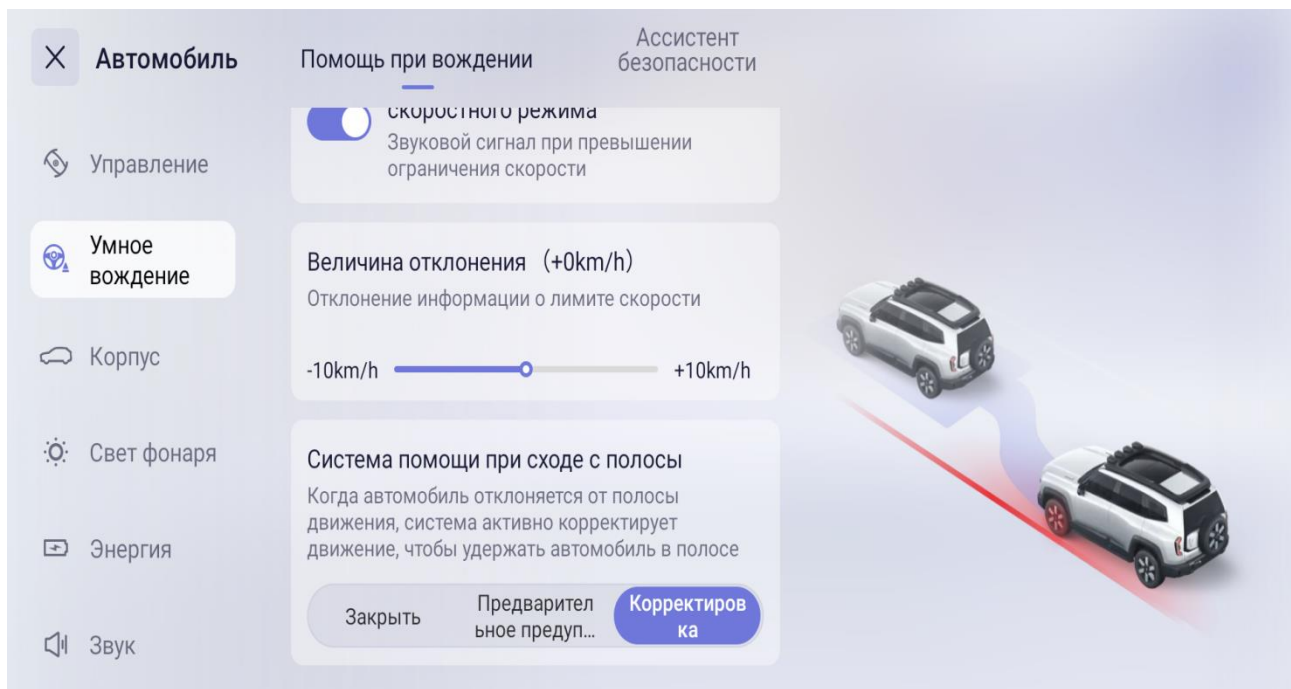 Автомобиль
Управление
Умное
вождение
Корпус
Свет фонаря
Энергия
Звук
Помощь при вождении
Ассистент
безопасности
скоростного режима
Звуковой сигнал при превышении
ограничения скорости
Величина отклонения （+0km/h）
Отклонение информации о лимите скорости
-10km/h +10km/h
Система помощи при сходе с полосы
Когда автомобиль отклоняется от полосы
движения, система активно корректирует
движение, чтобы удержать автомобиль в полосе
Закрыть
Предварител
ьное предуп...
Корректиров
ка